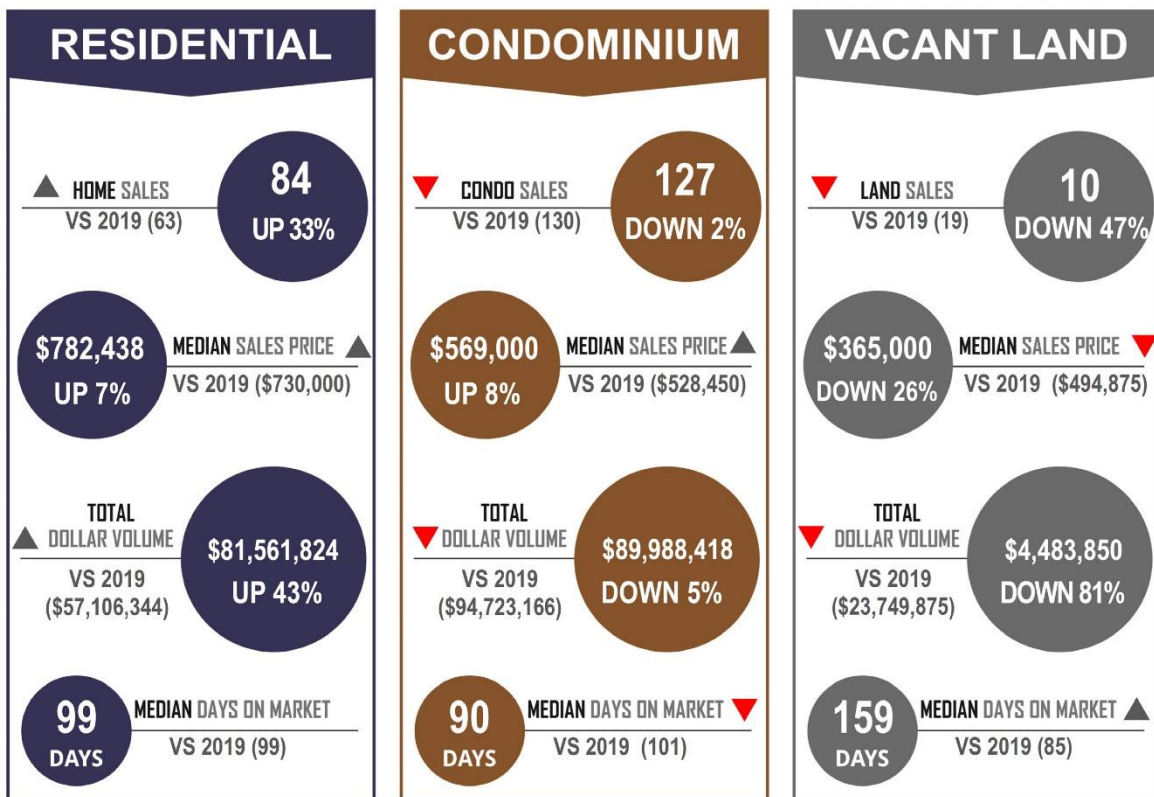 RESIDENTIAL
HOME SALES
VS 2019 (63)
84
UP 33%
$782,438
UP 7%
MEDIAN SALES PRICE
VS 2019 ($730,000)
TOTAL
DOLLAR VOLUME
VS 2019
($57,106,344)
$81,561,824
UP 43%
99
DAYS
MEDIAN DAYS ON MARKET
VS 2019 (99)
CONDOMINIUM
CONDO SALES
VS 2019 (130)
127
DOWN 2%
$569,000
UP 8%
MEDIAN SALES PRICE
VS 2019 ($528,450)
TOTAL
DOLLAR VOLUME
VS 2019
($94,723,166)
$89,988,418
DOWN 5%
90
DAYS
MEDIAN DAYS ON MARKET
VS 2019 (101)
VACANT LAND
LAND SALES
VS 2019 (19)
10
DOWN 47%
$365,000
DOWN 26%
MEDIAN SALES PRICE
VS 2019 ($494,875)
TOTAL
DOLLAR VOLUME
VS 2019
($23,749,875)
$4,483,850
DOWN 81%
159
DAYS
MEDIAN DAYS ON MARKET
VS 2019 (85)